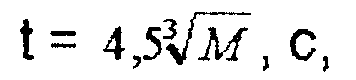 t = 4,5∛M, с,